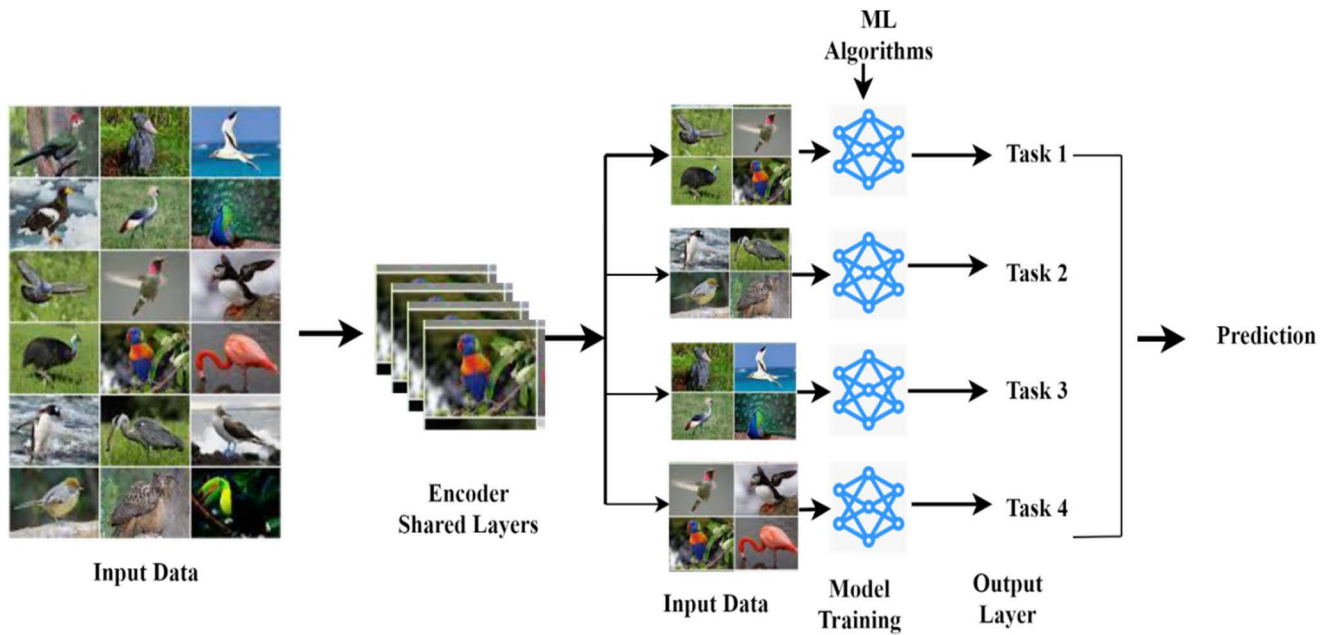 ML
Algorithms
Task 1
Task 2
Prediction
Task 3
Encoder
Shared Layers
Task 4
Input Data
Input Data
Model
Training
Output
Layer